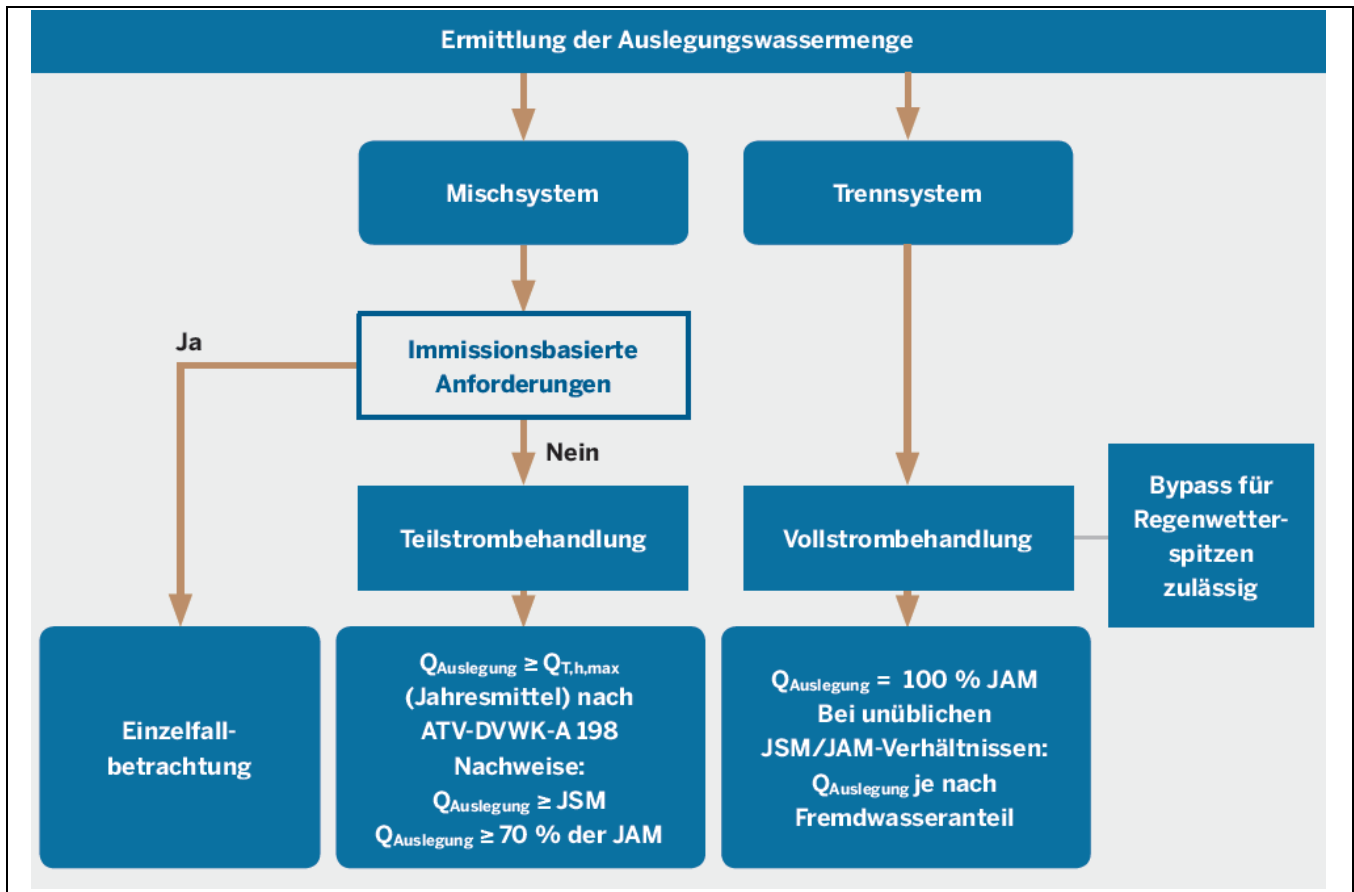 Ermittlung der Auslegungswassermenge
Mischsystem
Trennsystem
Ja
Immissionsbasierte
Anforderungen
Nein
Teilstrombehandlung
Vollstrombehandlung
Bypass für
Regenwetter-
spitzen
zulässig
Einzelfall-
betrachtung
QAuslegung ≥ QT,h,max
(Jahresmittel) nach
ATV-DVWK-A 198
Nachweise:
QAuslegung ≥ JSM
QAuslegung ≥ 70 % der JAM
QAuslegung = 100 % JAM
Bei unüblichen
JSM/JAM-Verhältnissen:
QAuslegung je nach
Fremdwasseranteil